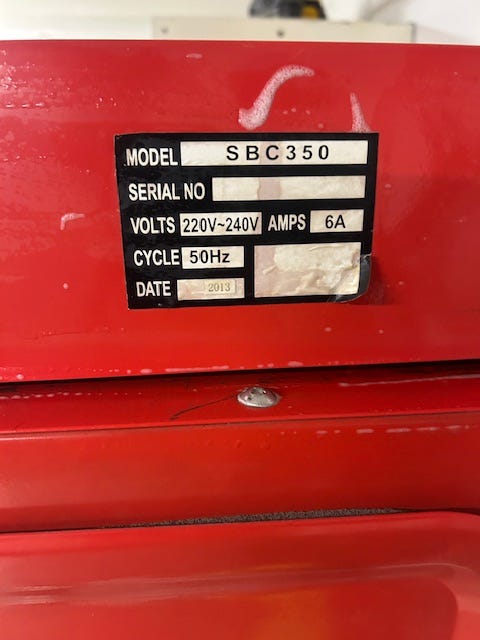 MODEL SBC350
SERIAL NO
VOLTS 220V~240V AMPS 6A
CYCLE 50Hz
DATE 2013